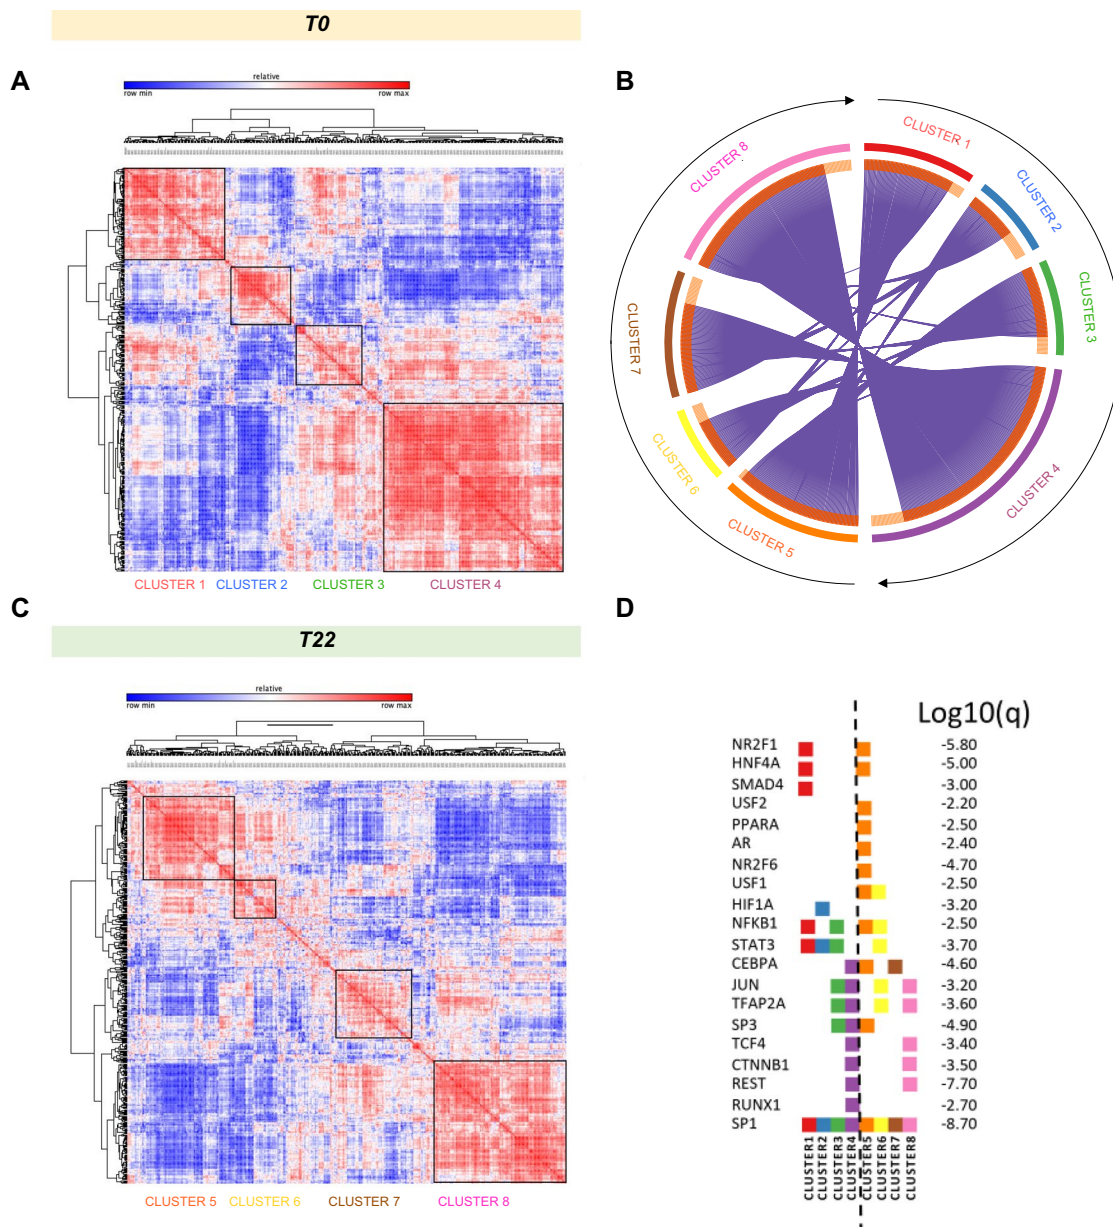 T0
A
B
relative
row min
row max
CLUSTER 1
CLUSTER 2
CLUSTER 3
CLUSTER 4
CLUSTER 1
CLUSTER 2
CLUSTER 3
CLUSTER 4
CLUSTER 5
CLUSTER 6
CLUSTER 7
CLUSTER 8
C
D
T22
relative
row min
row max
CLUSTER 5
CLUSTER 6
CLUSTER 7
CLUSTER 8
Log10(q)
NR2F1 -5.80
HNF4A -5.00
SMAD4 -3.00
USF2 -2.20
PPARA -2.50
AR -2.40
NR2F6 -4.70
USF1 -2.50
HIF1A -3.20
NFKB1 -2.50
STAT3 -3.70
CEBPA -4.60
JUN -3.20
TFAP2A -3.60
SP3 -4.90
TCF4 -3.40
CTNNB1 -3.50
REST -7.70
RUNX1 -2.70
SP1 -8.70
CLUSTER1
CLUSTER2
CLUSTER3
CLUSTER4
CLUSTER5
CLUSTER6
CLUSTER7
CLUSTER8